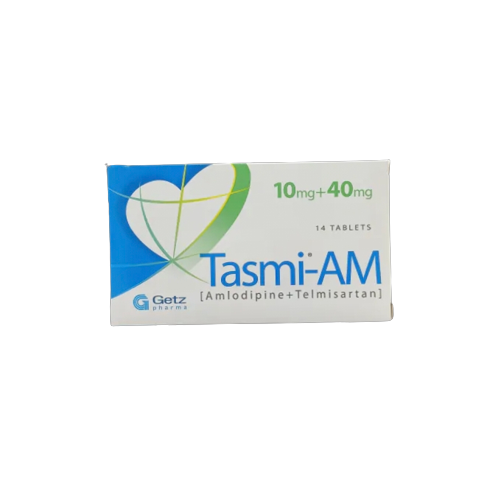 10mg+40mg
14 TABLETS
Tasmi®-AM
[Amlodipine+Telmisartan]
G Getz
pharma